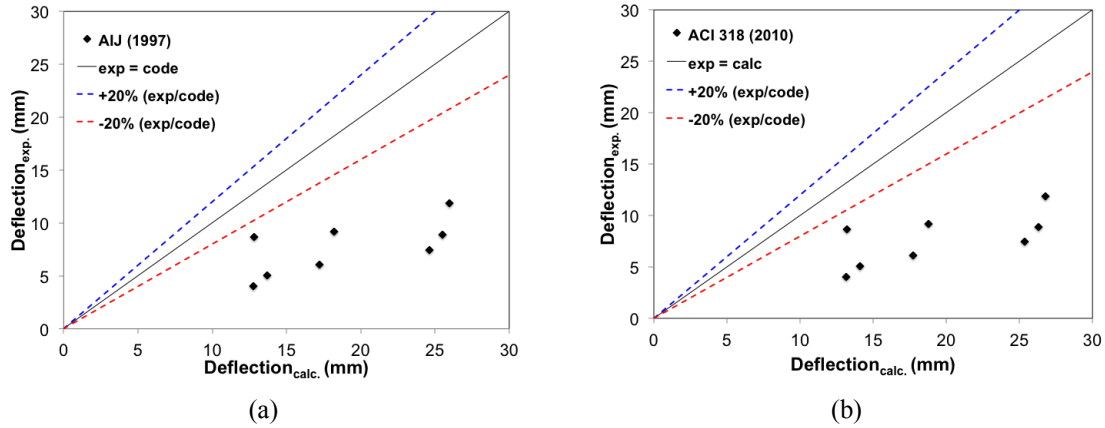 30
25
20
15
10
5
0
Deflection exp. (mm)
AIJ (1997)
exp = code
+20% (exp/code)
-20% (exp/code)
0 5 10 15 20 25 30
Deflection calc. (mm)
(a)
30
25
20
15
10
5
0
Deflection exp. (mm)
ACI 318 (2010)
exp = calc
+20% (exp/code)
-20% (exp/code)
0 5 10 15 20 25 30
Deflection calc. (mm)
(b)